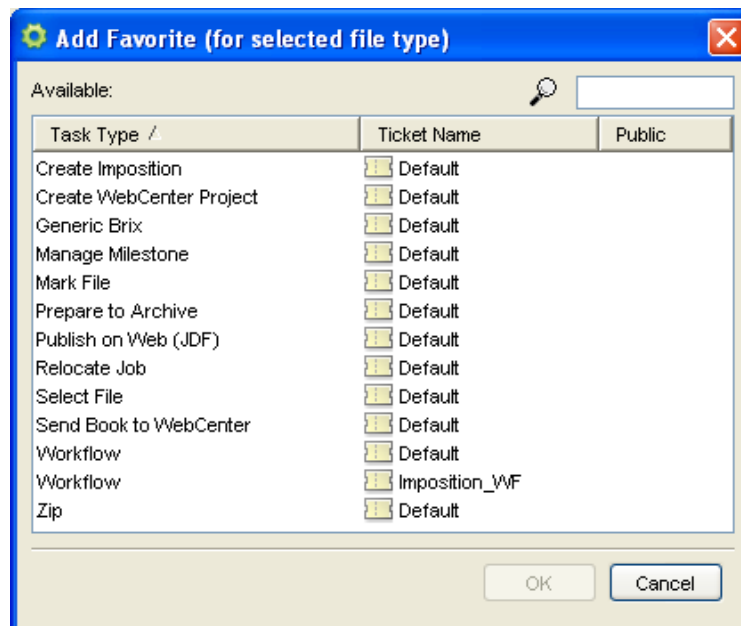 Add Favorite (for selected file type)
Available:
Task Type Ticket Name Public
Create Imposition Default
Create WebCenter Project Default
Generic Brix Default
Manage Milestone Default
Mark File Default
Prepare to Archive Default
Publish on Web (JDF) Default
Relocate Job Default
Select File Default
Send Book to WebCenter Default
Workflow Default
Workflow Imposition_WF
Zip Default
OK Cancel